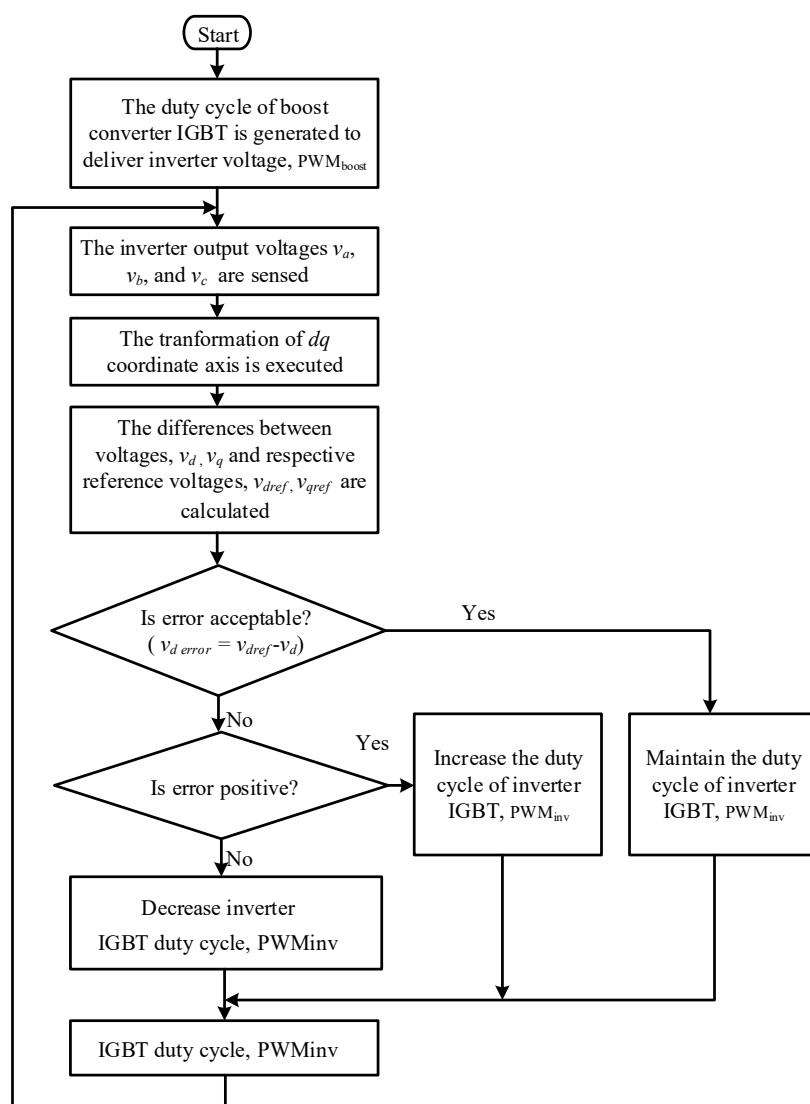 Start
The duty cycle of boost
converter IGBT is generated to
deliver inverter voltage, PWMboost
The inverter output voltages va,
vb, and vc are sensed
The tranformation of dq
coordinate axis is executed
The differences between
voltages, vd, vq and respective
reference voltages, vdref, vqref are
calculated
Is error acceptable?
( vd error = vdref-vd)
Yes
No
Is error positive?
Yes
Increase the duty
cycle of inverter
IGBT, PWMinv
Maintain the duty
cycle of inverter
IGBT, PWMinv
No
Decrease inverter
IGBT duty cycle, PWMinv
IGBT duty cycle, PWMinv